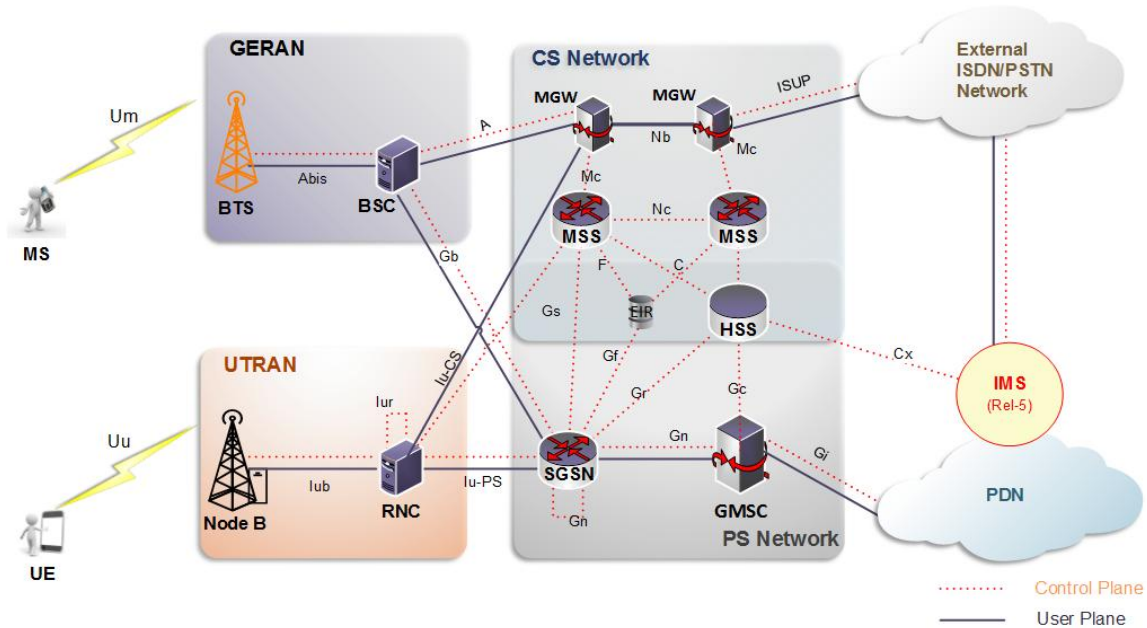 GERAN
CS Network
External
ISDN/PSTN
Network
MGW
MGW
ISUP
Um
A
Nb
Mc
Abis
Mc
BTS
BSC
MS
Nc
MSS
MSS
Gb
F
C
Gs
EIR
HSS
UTRAN
Iu-CS
Gf
Cx
IMS
(Rel-5)
Iur
Gr
Gc
Uu
Gn
Gi
Iub
Iu-PS
SGSN
PDN
Node B
RNC
Gn
GMSC
PS Network
UE
Control Plane
User Plane